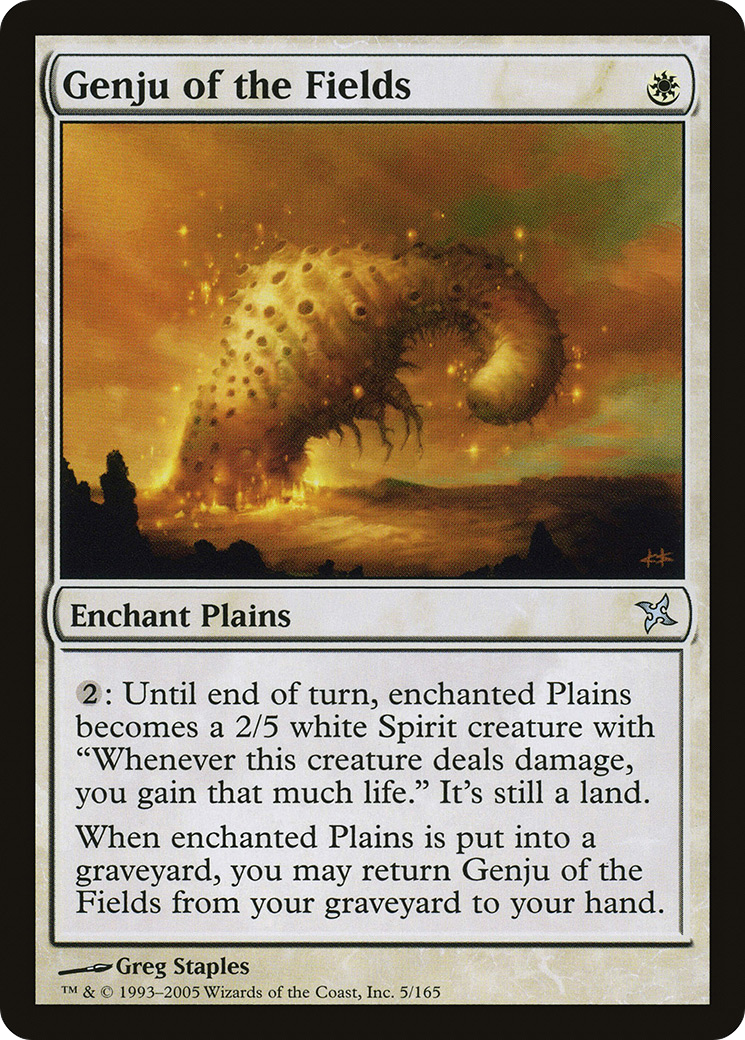 Genju of the Fields
Enchant Plains
2: Until end of turn, enchanted Plains
becomes a 2/5 white Spirit creature with
“Whenever this creature deals damage,
you gain that much life.” It’s still a land.
When enchanted Plains is put into a
graveyard, you may return Genju of the
Fields from your graveyard to your hand.
Greg Staples
™ & © 1993–2005 Wizards of the Coast, Inc. 5/165